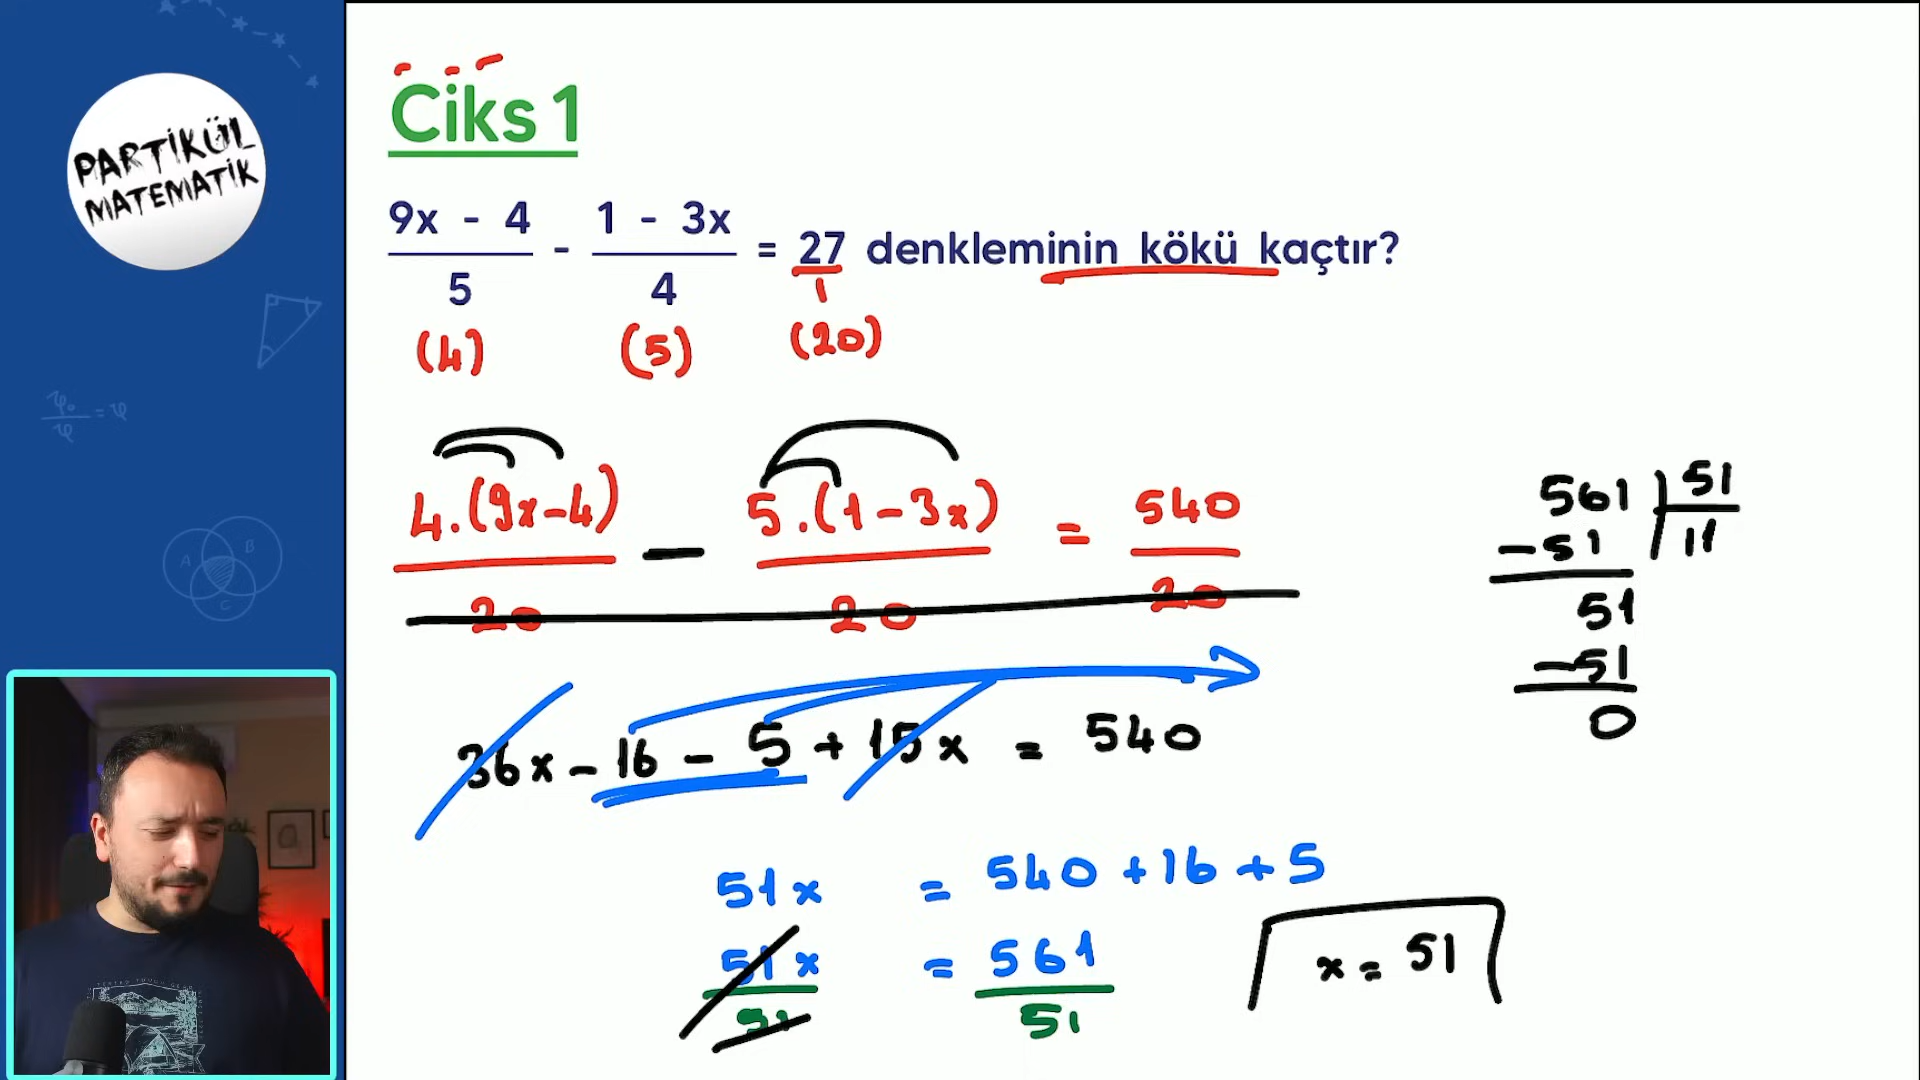 PARTİKÜL
MATEMATİK
Ciks 1
9x - 4 / 5 - 1 - 3x / 4 = 27 denkleminin kökü kaçtır?
1
(4) (5) (20)
4.(9x-4) / 20 - 5.(1-3x) / 20 = 540 / 20
36x - 16 - 5 + 15x = 540
51x = 540 + 16 + 5
51x / 51 = 561 / 51
x = 51
561 | 51
- 51 11
51
- 51
0
A B
C